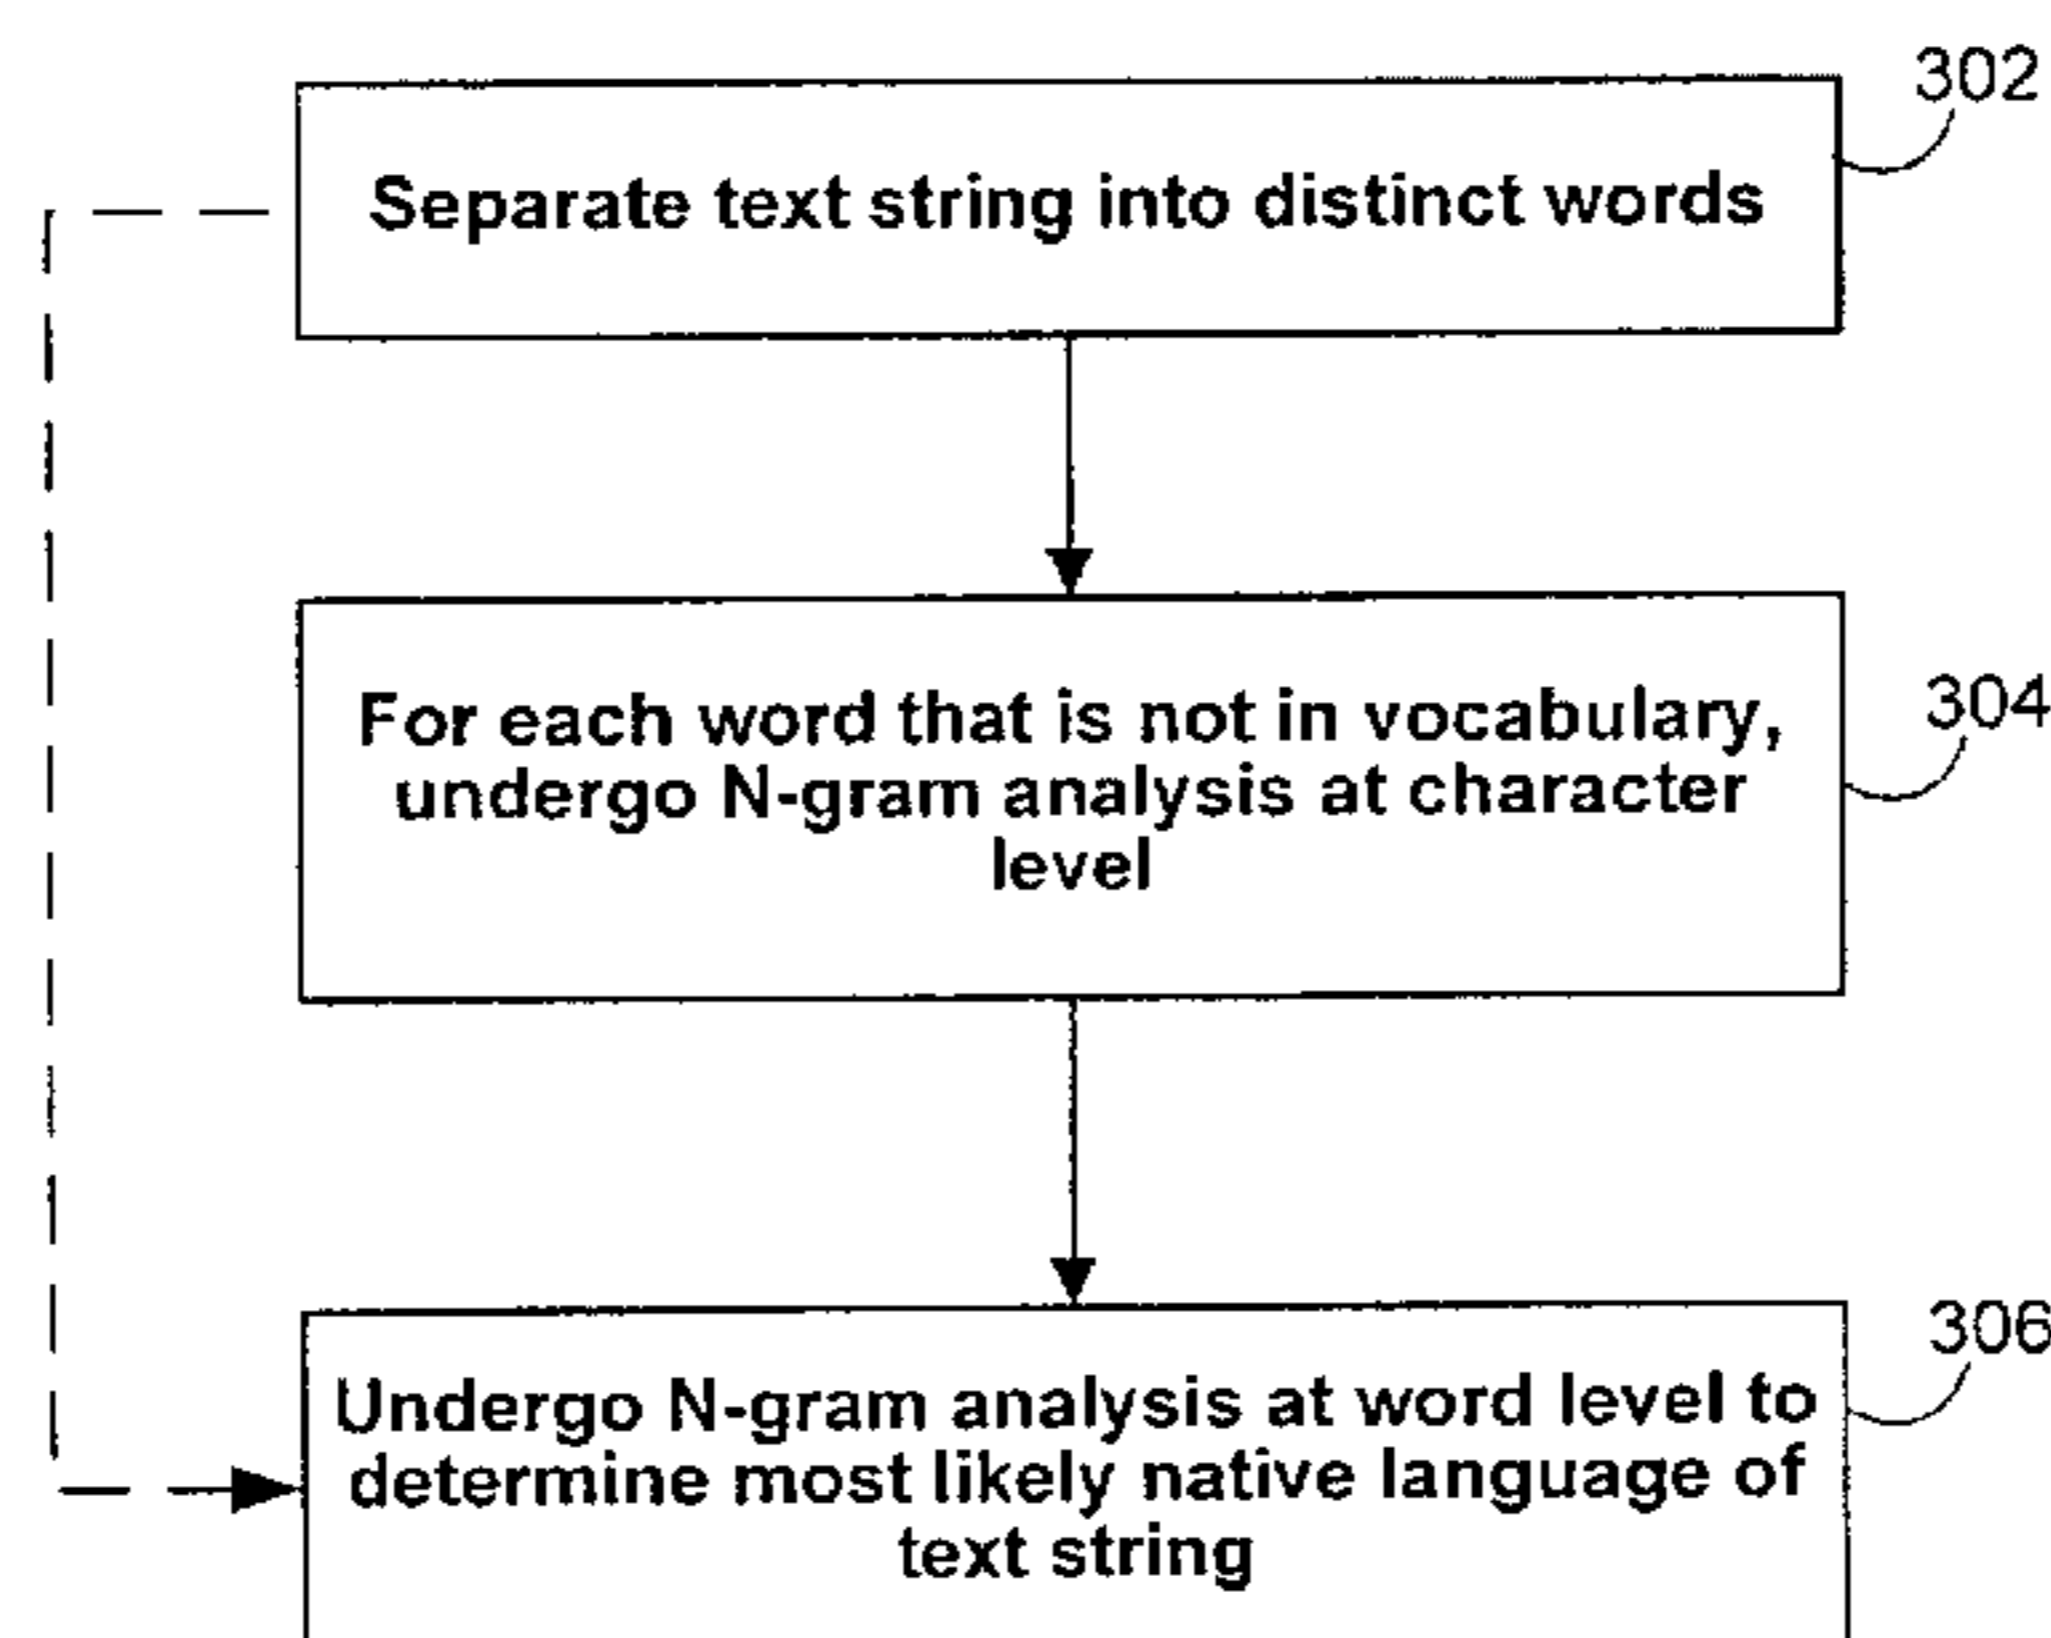 302
Separate text string into distinct words
304
For each word that is not in vocabulary,
undergo N-gram analysis at character
level
306
Undergo N-gram analysis at word level to
determine most likely native language of
text string